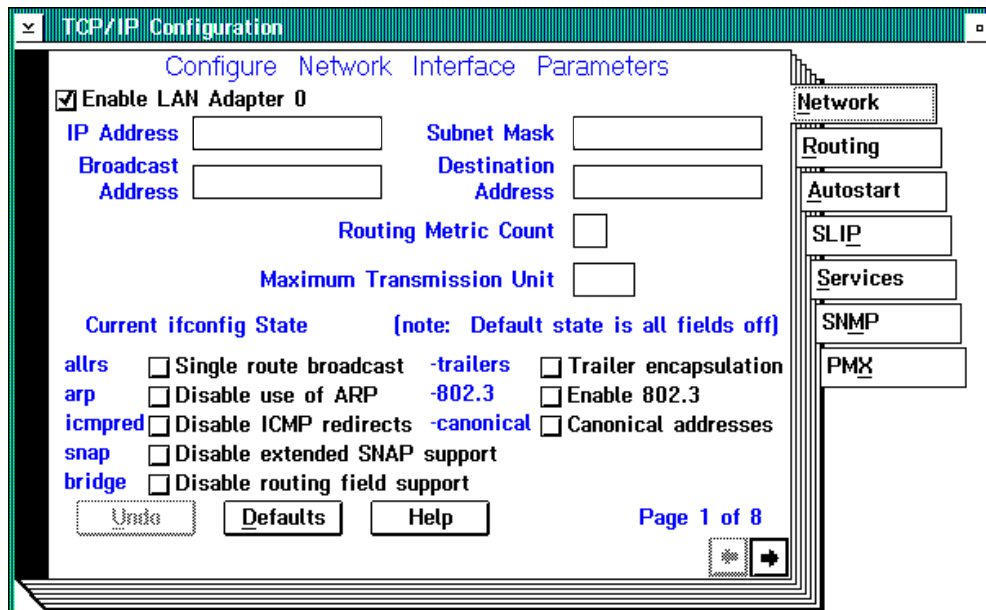 TCP/IP Configuration
Configure Network Interface Parameters
Enable LAN Adapter 0
IP Address
Subnet Mask
Broadcast Address
Destination Address
Routing Metric Count
Maximum Transmission Unit
Current ifconfig State (note: Default state is all fields off)
allrs Single route broadcast -trailers Trailer encapsulation
arp Disable use of ARP -802.3 Enable 802.3
icmpred Disable ICMP redirects -canonical Canonical addresses
snap Disable extended SNAP support
bridge Disable routing field support
Undo Defaults Help Page 1 of 8
Network
Routing
Autostart
SLIP
Services
SNMP
PMX